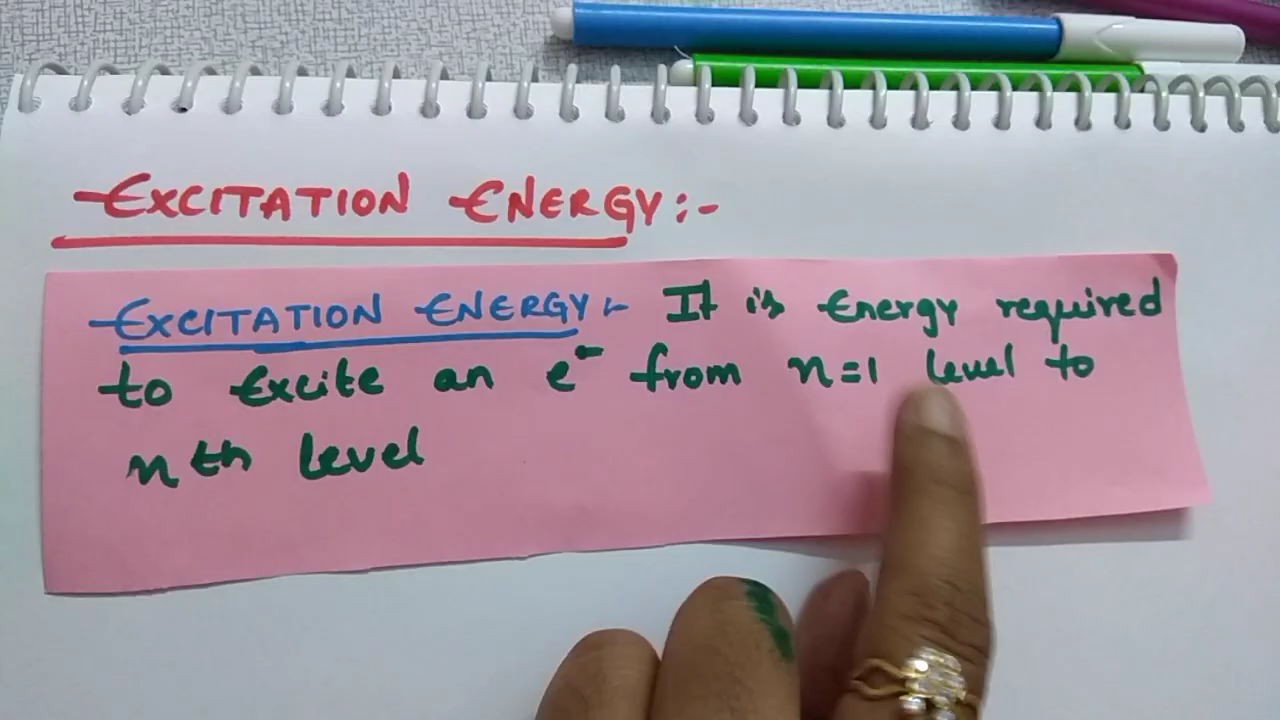 EXCITATION ENERGY:-
EXCITATION ENERGY:- It is Energy required
to Excite an e⁻ from n=1 level to
nth level